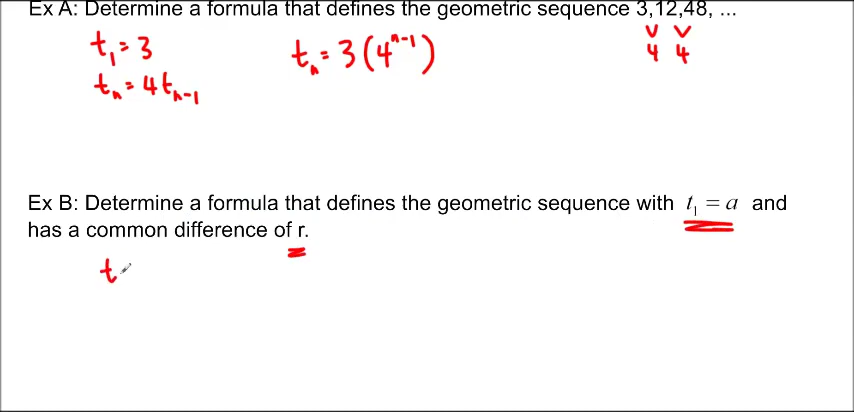 Ex A: Determine a formula that defines the geometric sequence 3,12,48, ...
t₁ = 3    tₙ = 3(4ⁿ⁻¹)    4 4
tₙ = 4tₙ₋₁
Ex B: Determine a formula that defines the geometric sequence with t₁ = a and
has a common difference of r.
t